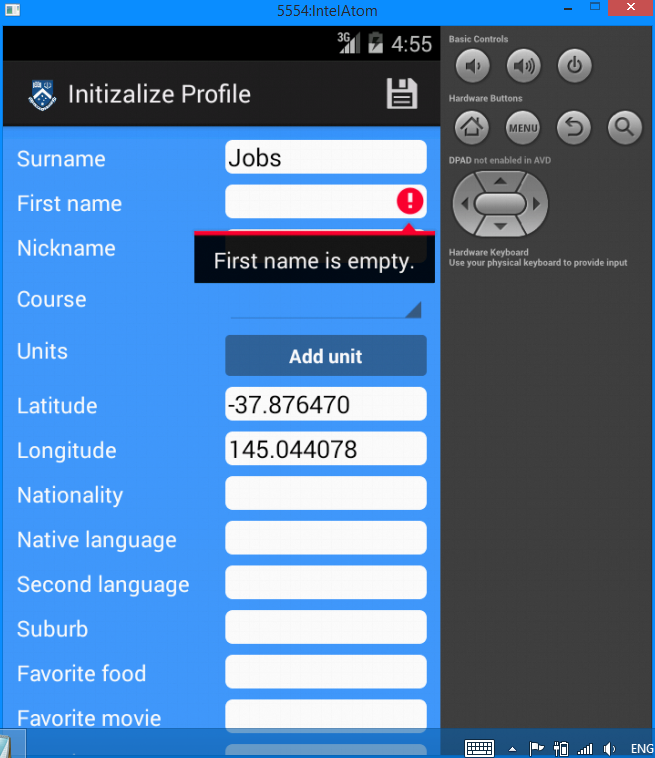 5554:IntelAtom
3G 4:55
Initizalize Profile
Surname Jobs
First name
!
Nickname
First name is empty.
Course
Units Add unit
Latitude -37.876470
Longitude 145.044078
Nationality
Native language
Second language
Suburb
Favorite food
Favorite movie
Basic Controls
Hardware Buttons
MENU
DPAD not enabled in AVD
Hardware Keyboard
Use your physical keyboard to provide input
ENG